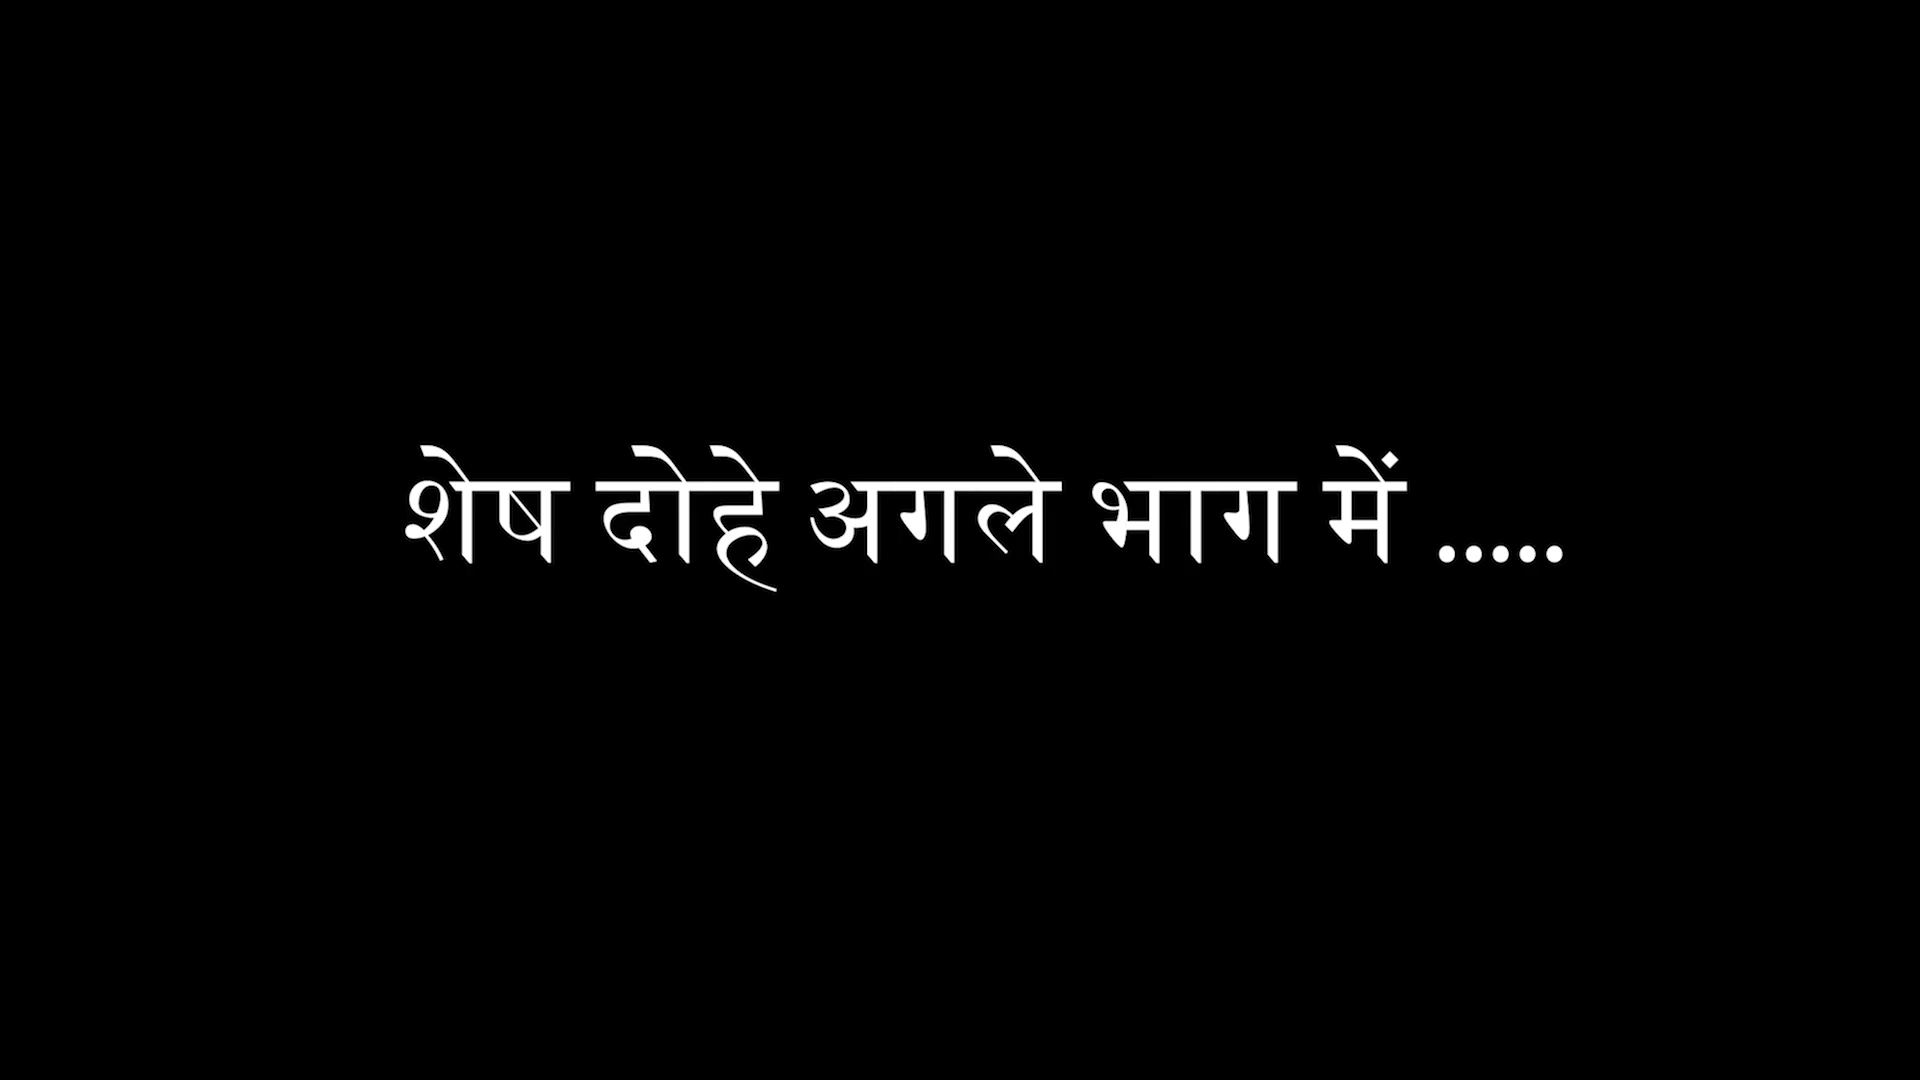 शेष दोहे अगले भाग में .....